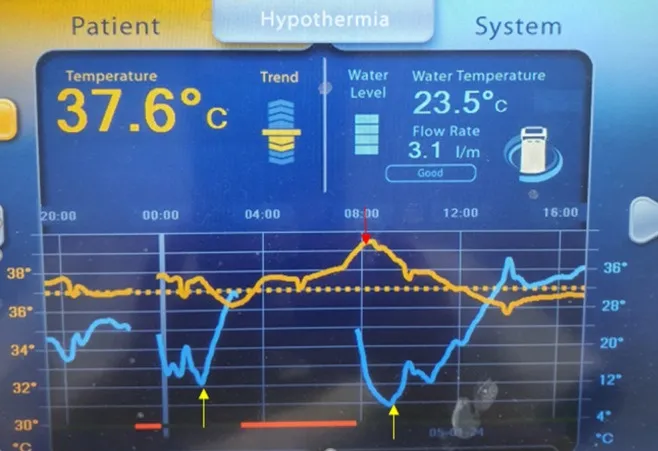 Patient
Hypothermia
System
Temperature
Trend
37.6°C
Water
Level
Water Temperature
23.5°C
Flow Rate
3.1 l/m
Good
20:00 00:00 04:00 08:00 12:00 16:00
38°
36°
34°
32°
30°
°C
36°
28°
20°
12°
4°
°C